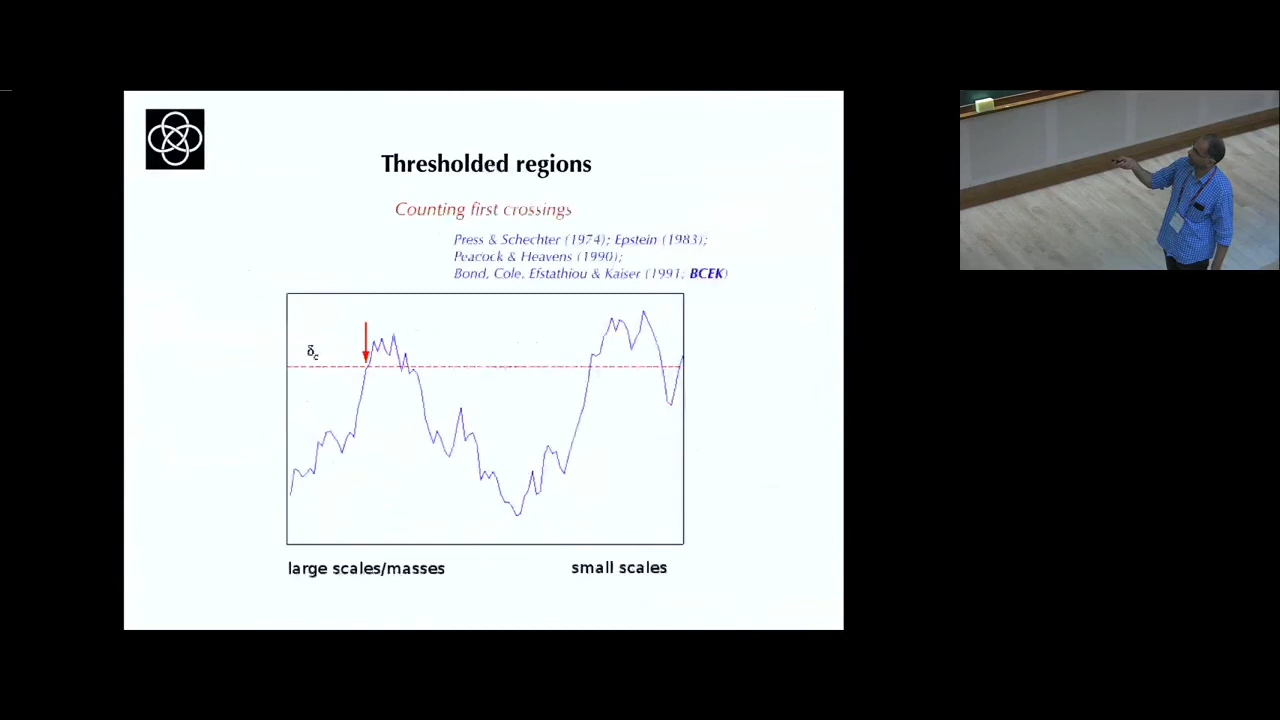 Thresholded regions
Counting first crossings
Press & Schechter (1974); Epstein (1983);
Peacock & Heavens (1990);
Bond, Cole, Efstathiou & Kaiser (1991; BCEK)
δc
large scales/masses
small scales